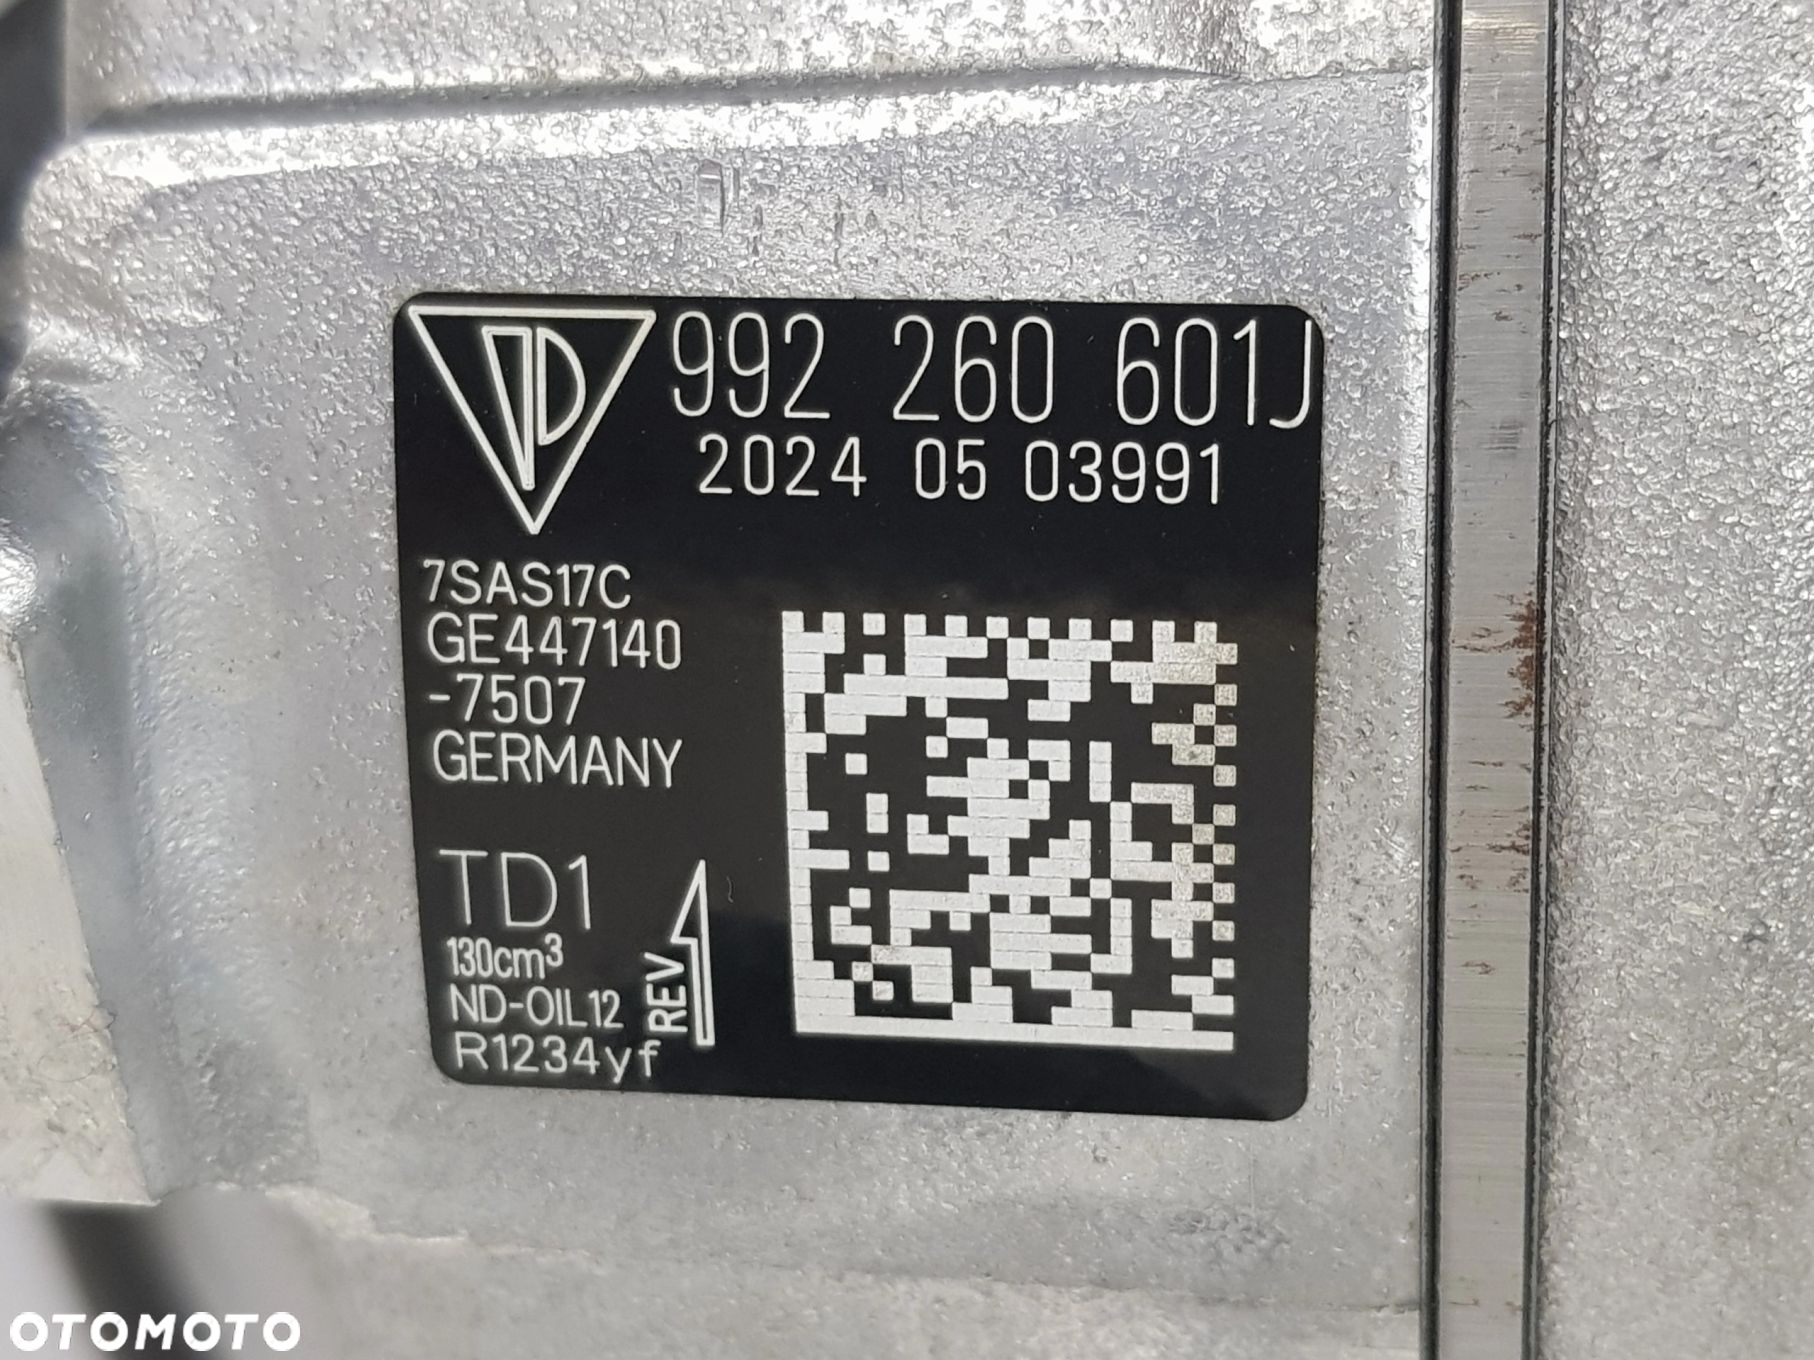 992 260 601J
2024 05 03991
7SAS17C
GE447140
-7507
GERMANY
TD1
130cm³
ND-OIL12
R1234yf
REV
OTOMOTO